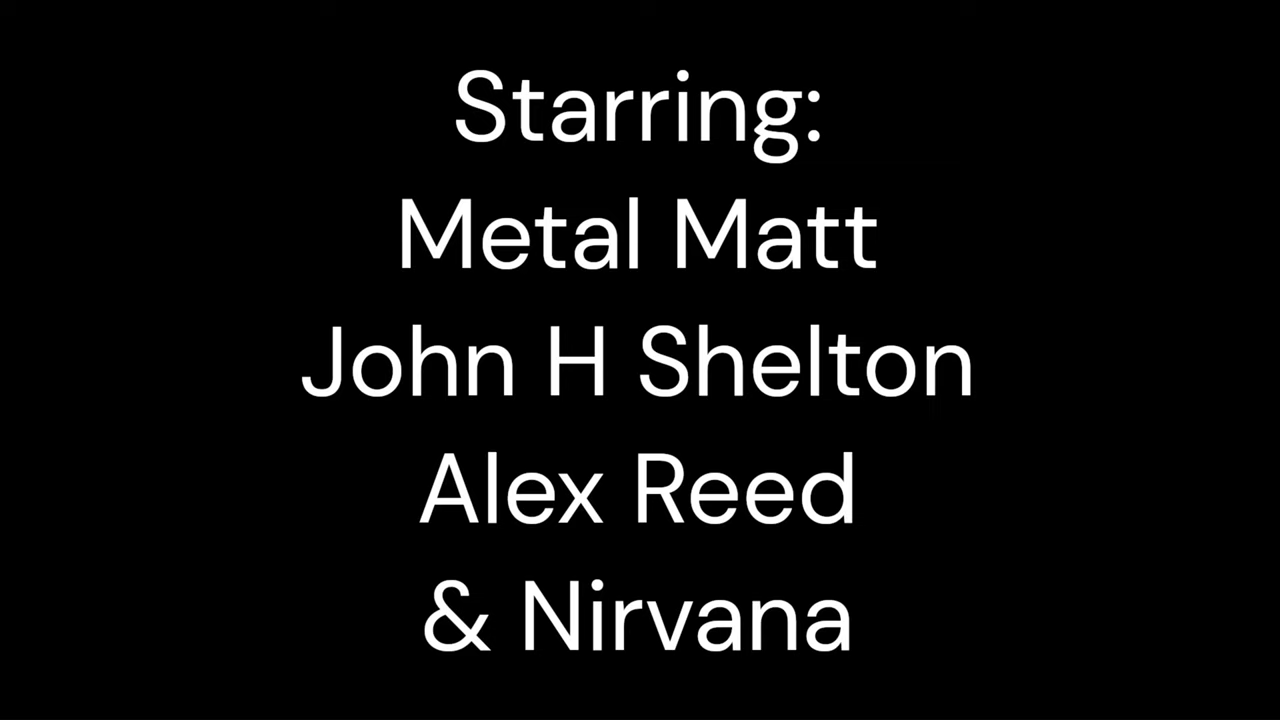 Starring:
Metal Matt
John H Shelton
Alex Reed
& Nirvana